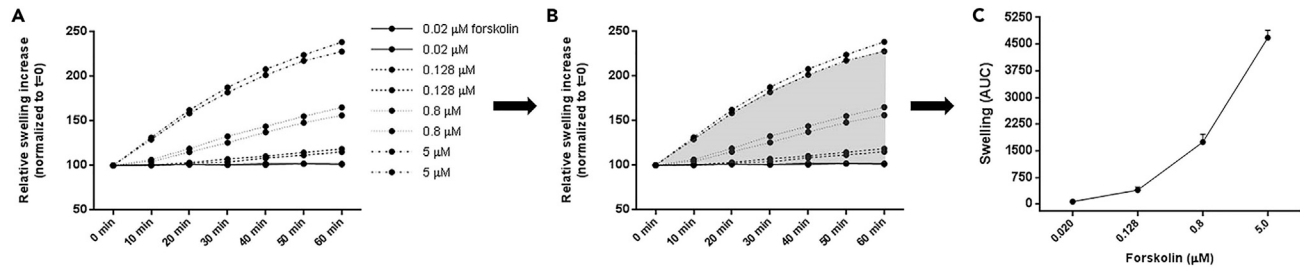 A
Relative swelling increase
(normalized to t=0)
250
200
150
100
50
0 min
10 min
20 min
30 min
40 min
50 min
60 min
0.02 μM forskolin
0.02 μM
0.128 μM
0.128 μM
0.8 μM
0.8 μM
5 μM
5 μM
B
Relative swelling increase
(normalized to t=0)
250
200
150
100
50
0 min
10 min
20 min
30 min
40 min
50 min
60 min
C
Swelling (AUC)
5250
4500
3750
3000
2250
1500
750
0
0.020
0.128
0.8
5.0
Forskolin (μM)